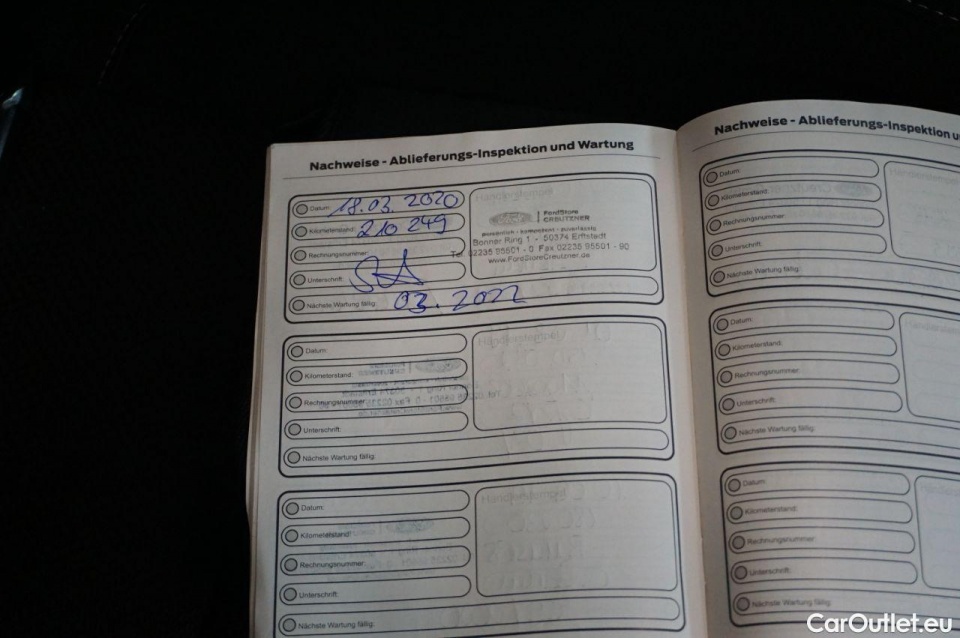 Nachweise - Ablieferungs-Inspektion und Wartung
Datum: 18.03.2020
Kilometerstand: 210 249
Rechnungsnummer:
Unterschrift:
Nächste Wartung fällig: 03.2022
FordStore
CREUTZNER
persönlich - kompetent - zuverlässig
Bonner Ring 1 - 50374 Erftstadt
Tel. 02235 95501 - 0 Fax 02235 95501 - 90
www.FordStoreCreutzner.de
Datum:
Kilometerstand:
Rechnungsnummer:
Unterschrift:
Nächste Wartung fällig:
Datum:
Kilometerstand:
Rechnungsnummer:
Unterschrift:
Nächste Wartung fällig:
Nachweise - Ablieferungs-Inspektion u
Datum:
Kilometerstand:
Rechnungsnummer:
Unterschrift:
Nächste Wartung fällig:
Datum:
Kilometerstand:
Rechnungsnummer:
Unterschrift:
Nächste Wartung fällig:
Datum:
Kilometerstand:
Rechnungsnummer:
Unterschrift:
Nächste Wartung fällig:
CarOutlet.eu